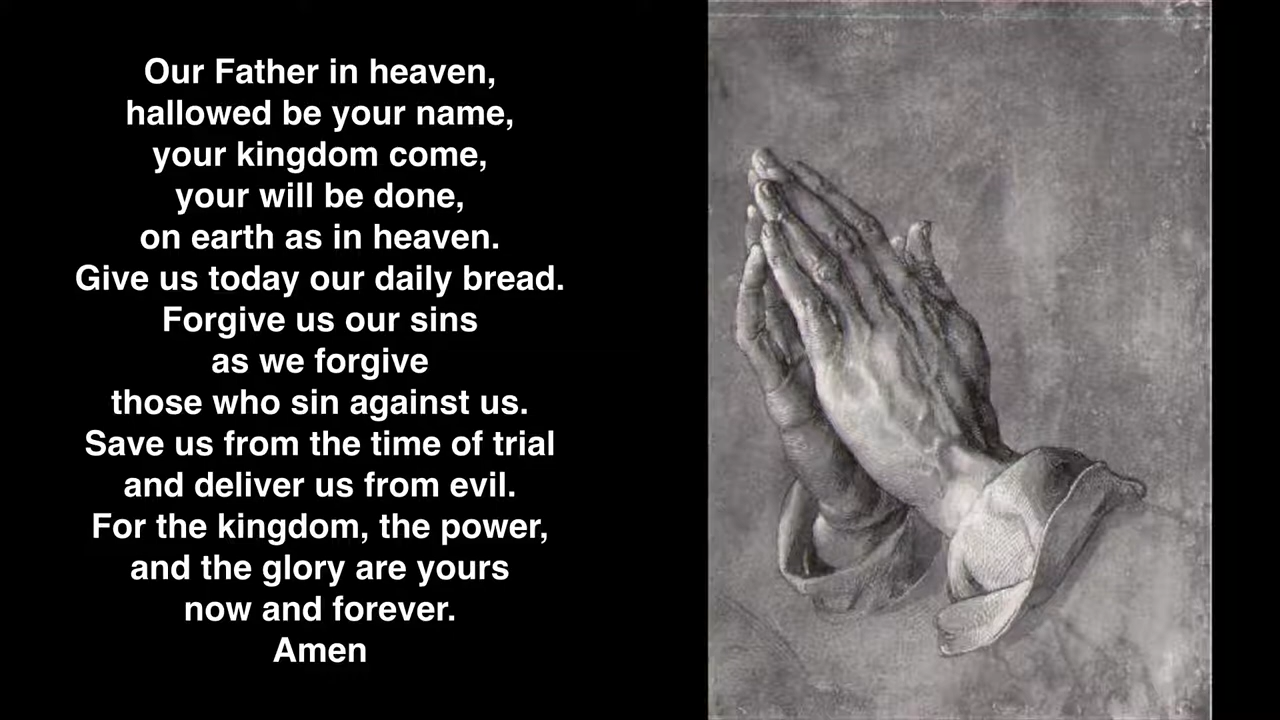 Our Father in heaven,
hallowed be your name,
your kingdom come,
your will be done,
on earth as in heaven.
Give us today our daily bread.
Forgive us our sins
as we forgive
those who sin against us.
Save us from the time of trial
and deliver us from evil.
For the kingdom, the power,
and the glory are yours
now and forever.
Amen